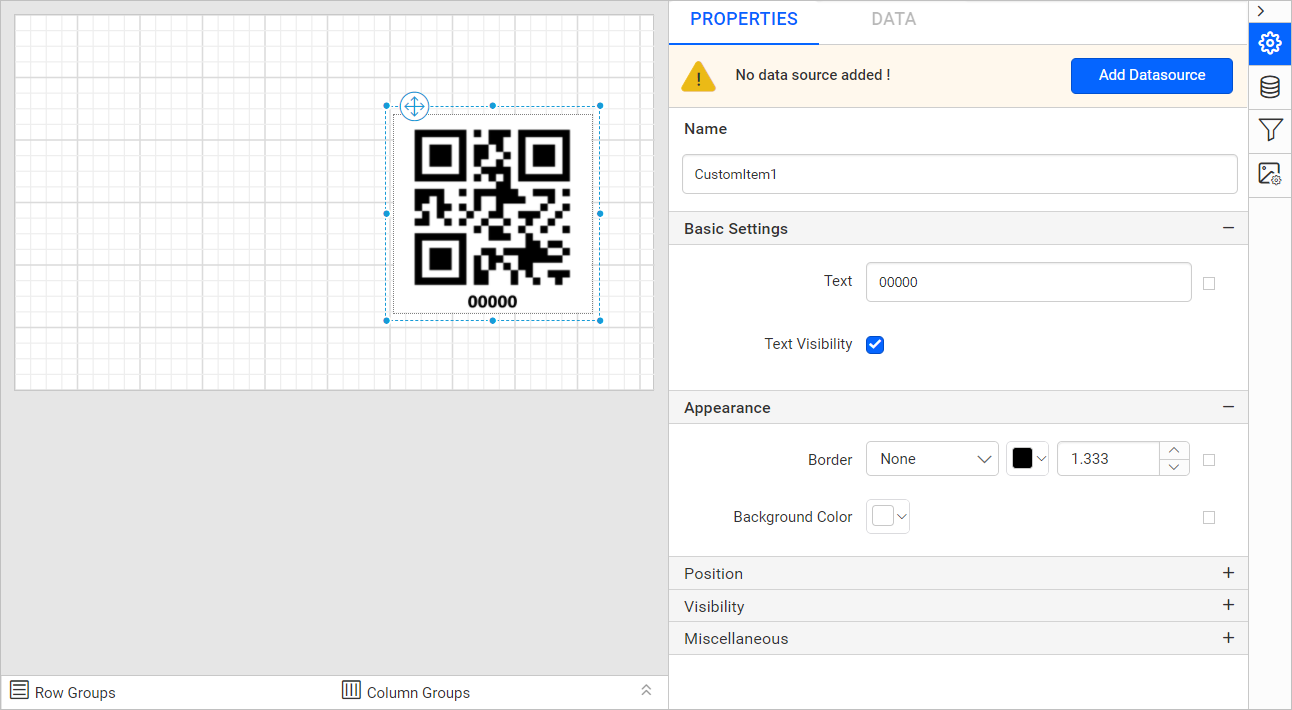 PROPERTIES
DATA
No data source added !
Add Datasource
Name
CustomItem1
Basic Settings
Text
00000
Text Visibility
Appearance
Border
None
1.333
Background Color
Position
Visibility
Miscellaneous
00000
Row Groups
Column Groups